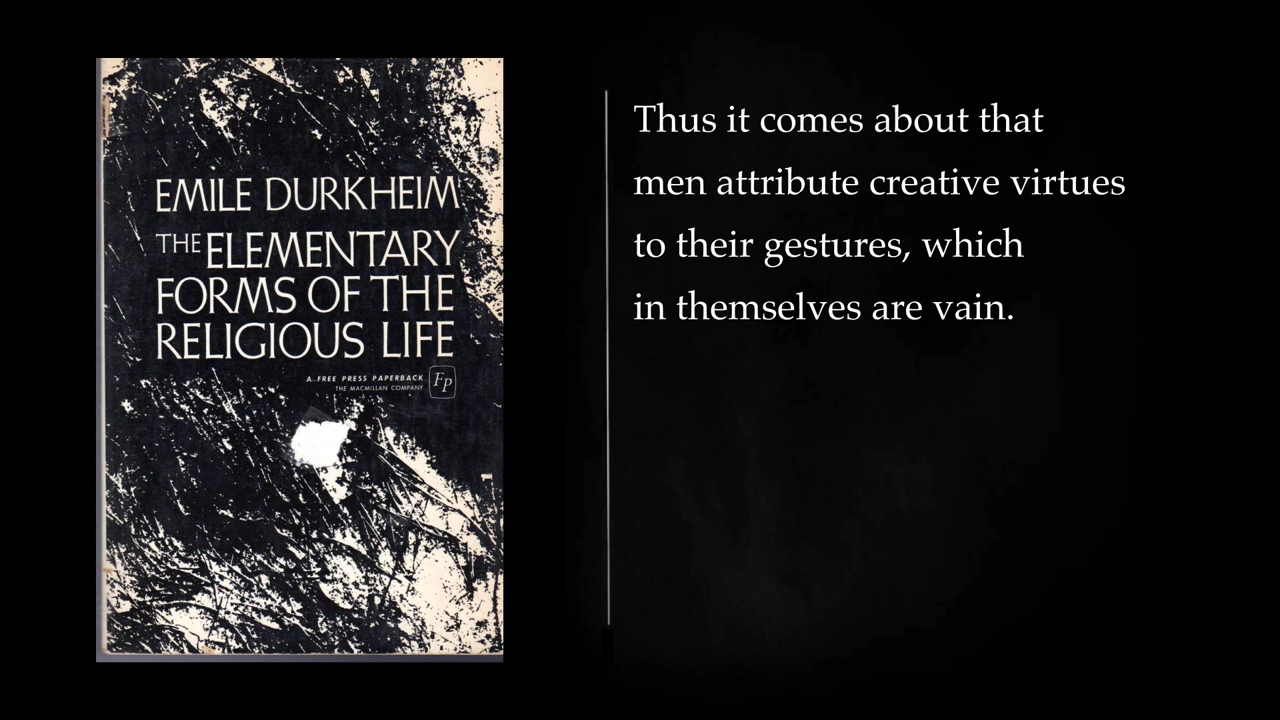 EMILE DURKHEIM
THE ELEMENTARY
FORMS OF THE
RELIGIOUS LIFE
A FREE PRESS PAPERBACK
THE MACMILLAN COMPANY
FP
Thus it comes about that
men attribute creative virtues
to their gestures, which
in themselves are vain.